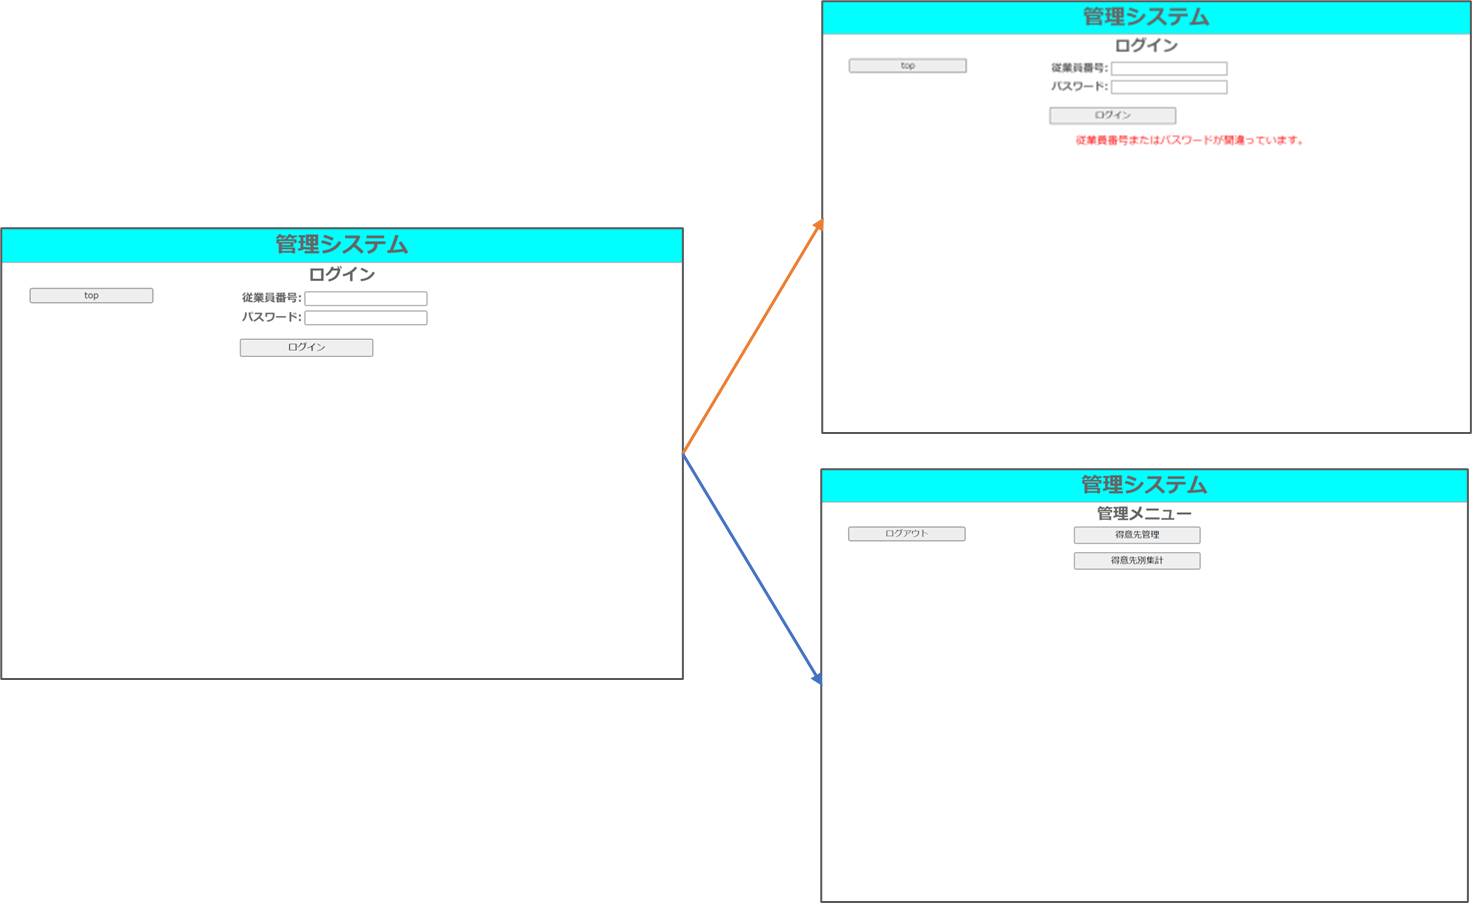 管理システム
ログイン
top
従業員番号:
パスワード:
ログイン
管理システム
ログイン
top
従業員番号:
パスワード:
ログイン
従業員番号またはパスワードが間違っています。
管理システム
管理メニュー
ログアウト
得意先管理
得意先別集計